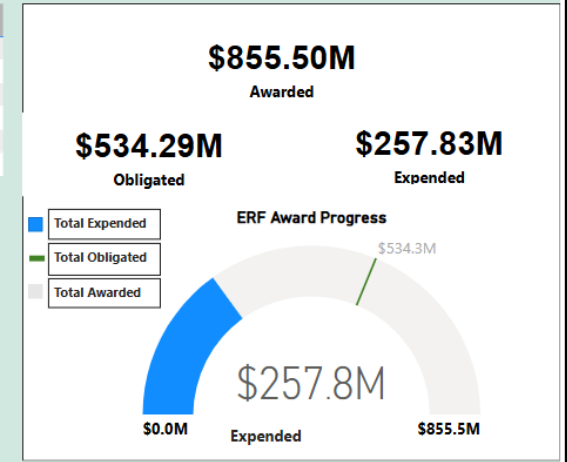 $855.50M
Awarded
$534.29M
$257.83M
Obligated
Expended
Total Expended
ERF Award Progress
Total Obligated
$534.3M
Total Awarded
$257.8M
$0.0M
$855.5M
Expended